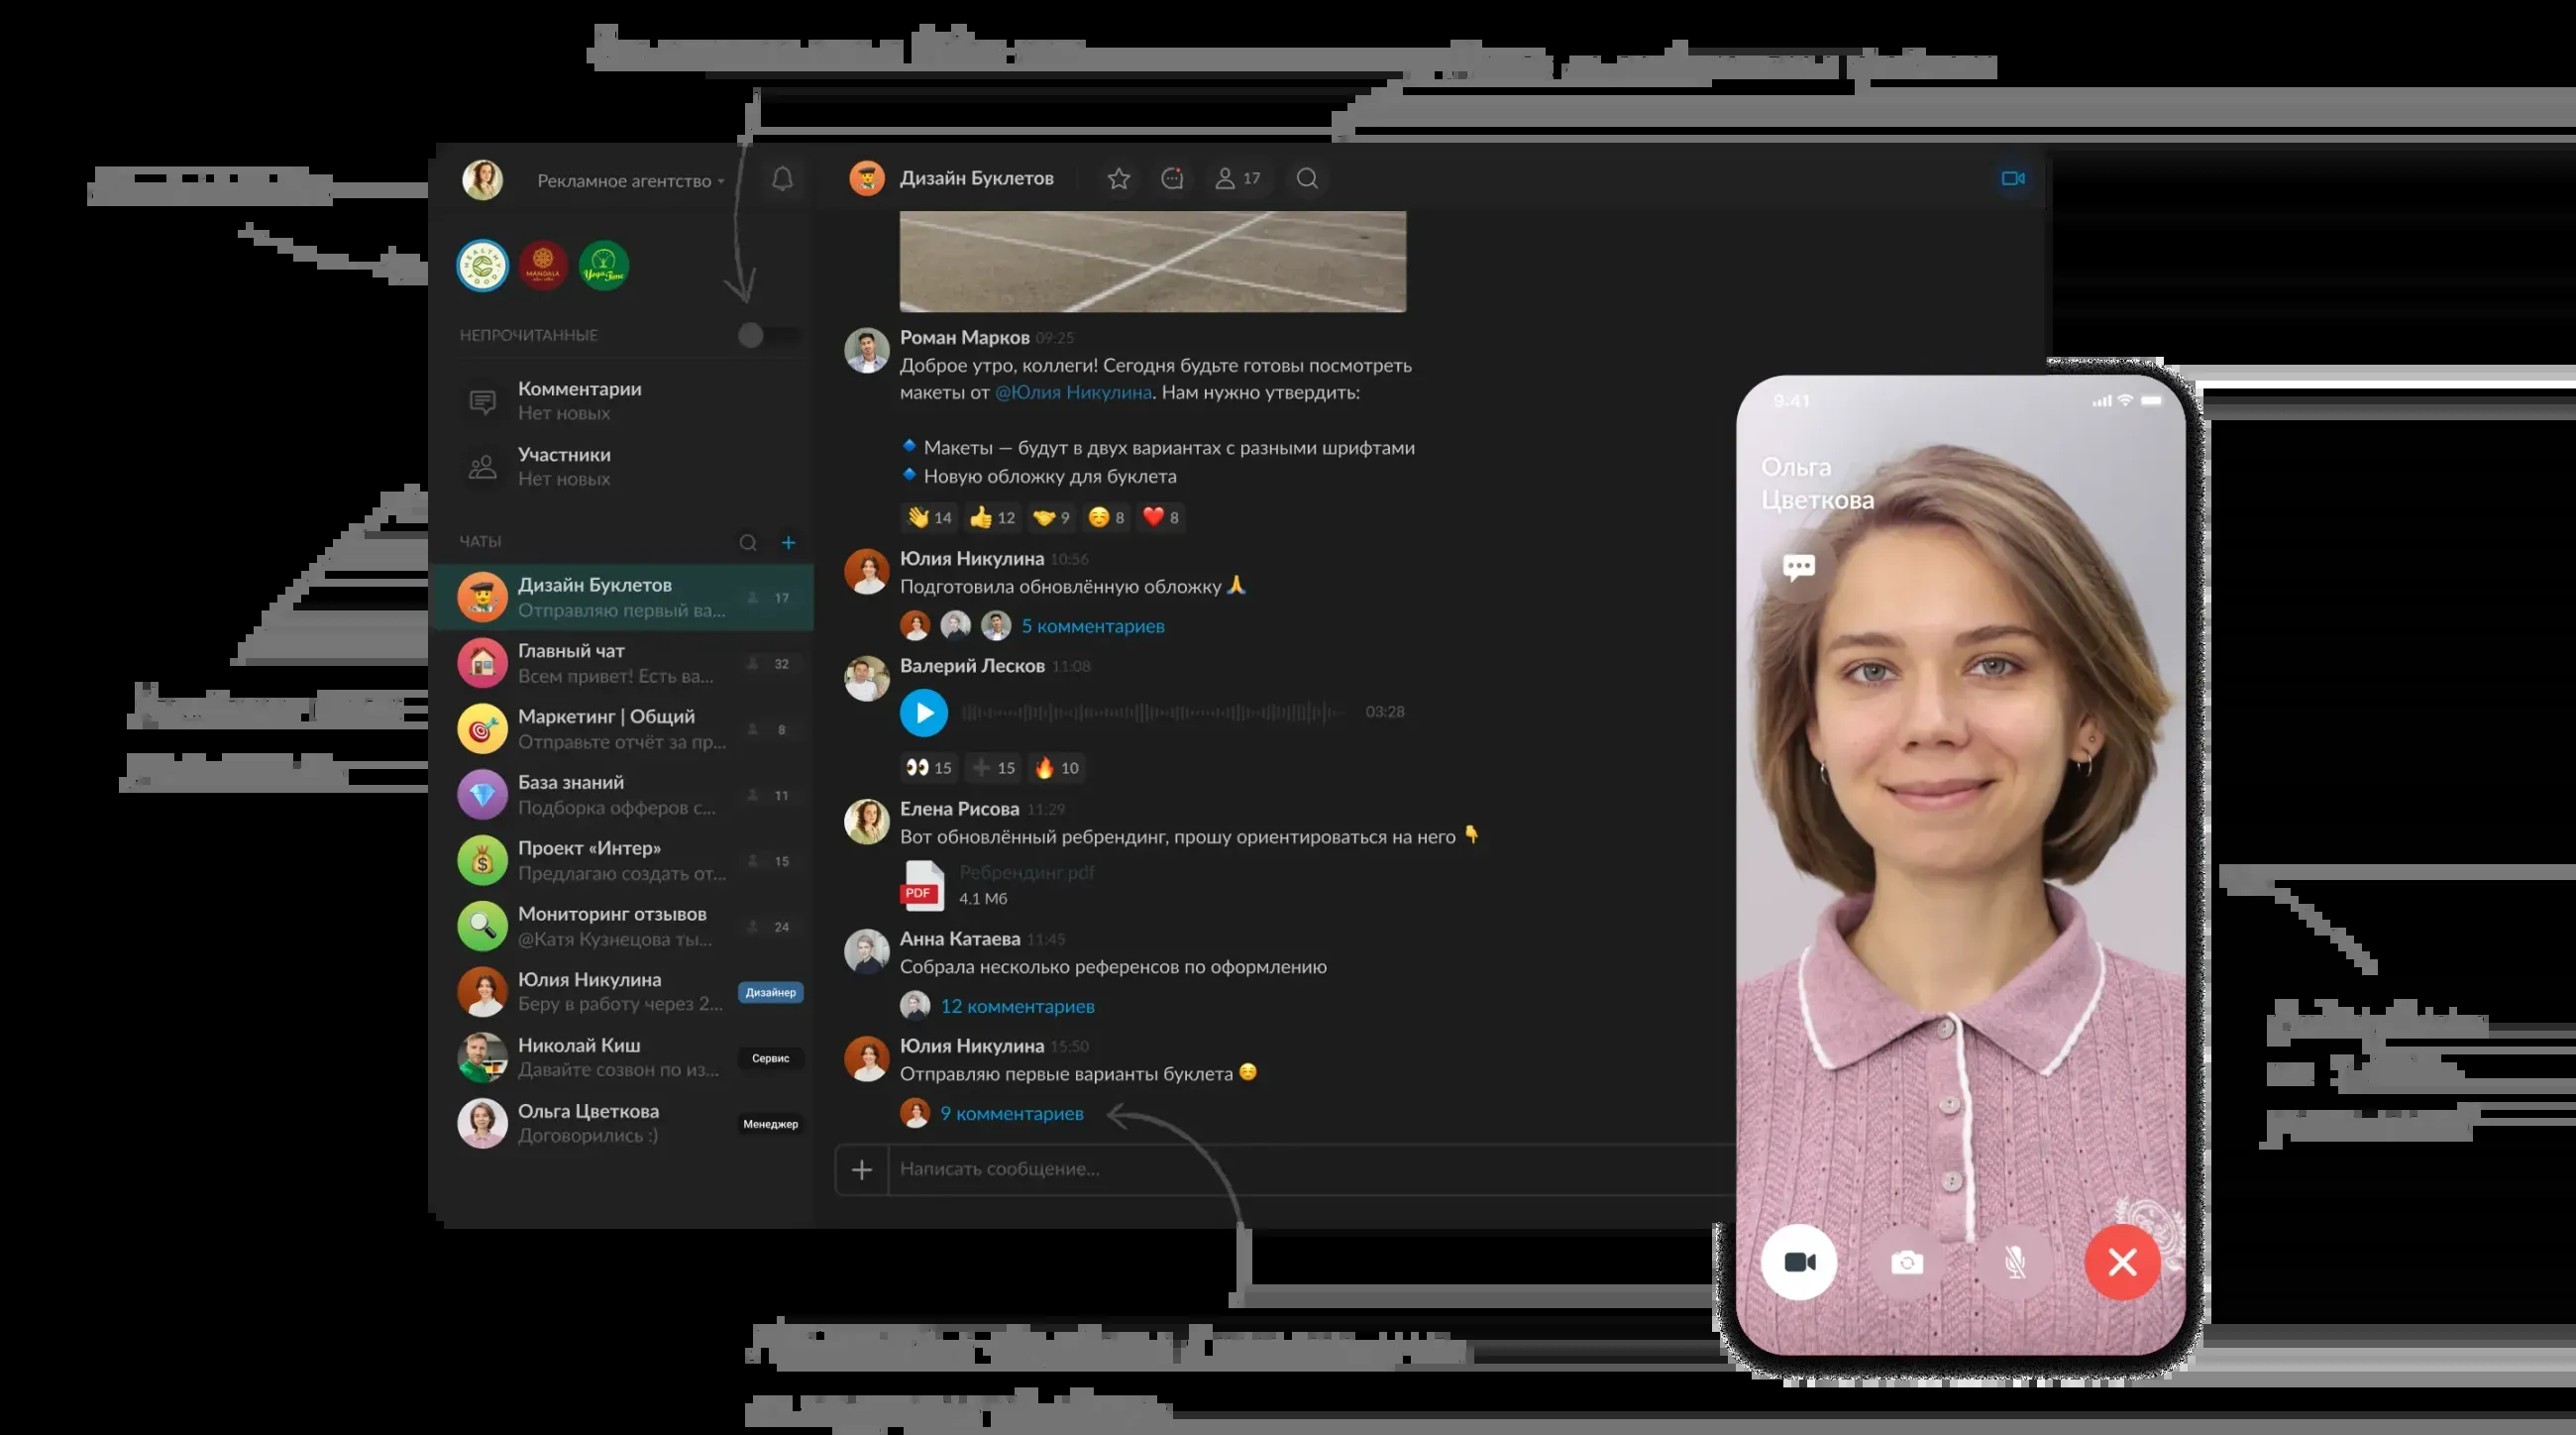 Рекламное агентство
HEALTHY FOOD
MANDALA
Yoga Time
НЕПРОЧИТАННЫЕ
Комментарии
Нет новых
Участники
Нет новых
ЧАТЫ
Дизайн Буклетов
Отправляю первый ва...
17
Главный чат
Всем привет! Есть ва...
32
Маркетинг | Общий
Отправьте отчёт за пр...
8
База знаний
Подборка офферов с...
11
Проект «Интер»
Предлагаю создать от...
15
Мониторинг отзывов
@Катя Кузнецова ты...
24
Юлия Никулина
Беру в работу через 2...
Дизайнер
Николай Киш
Давайте созвон по из...
Сервис
Ольга Цветкова
Договорились :)
Менеджер
Дизайн Буклетов
17
Роман Марков 09:25
Доброе утро, коллеги! Сегодня будьте готовы посмотреть
макеты от @Юлия Никулина. Нам нужно утвердить:
🔹 Макеты — будут в двух вариантах с разными шрифтами
🔹 Новую обложку для буклета
👋 14 👍 12 🤝 9 ☺️ 8 ❤️ 8
Юлия Никулина 10:56
Подготовила обновлённую обложку 🙏
5 комментариев
Валерий Лесков 11:08
03:28
👀 15 ➕ 15 🔥 10
Елена Рисова 11:29
Вот обновлённый ребрендинг, прошу ориентироваться на него 👇
PDF
Ребрендинг.pdf
4.1 Мб
Анна Катаева 11:45
Собрала несколько референсов по оформлению
12 комментариев
Юлия Никулина 15:50
Отправляю первые варианты буклета ☺️
9 комментариев
Написать сообщение...
9:41
Ольга
Цветкова